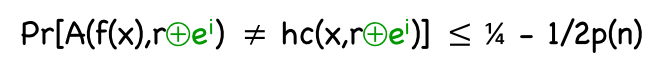 Pr[A(f(x),r⊕eⁱ) ≠ hc(x,r⊕eⁱ)] ≤ ¼ - 1/2p(n)